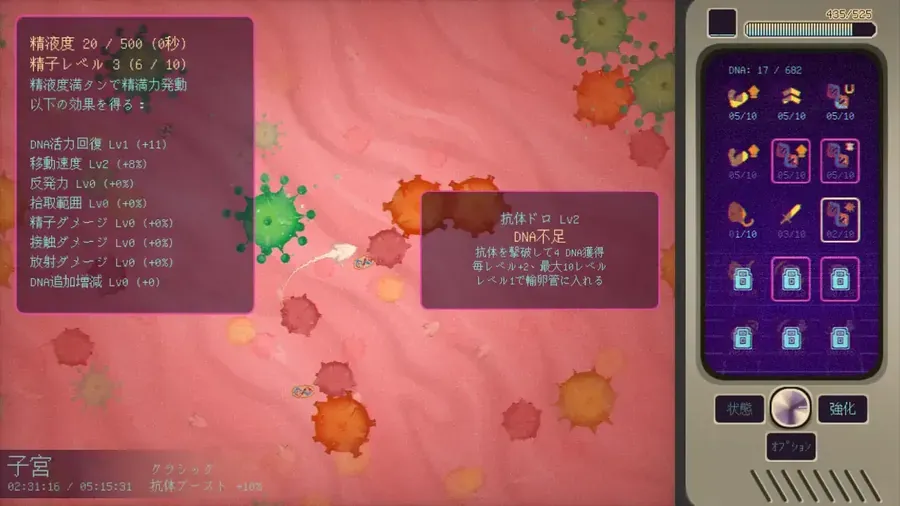 精液度 20 / 500 (0秒)
精子レベル 3 (6 / 10)
精液度満タンで精満力発動
以下の効果を得る:
DNA活力回復 Lv1 (+11)
移動速度 Lv2 (+8%)
反発力 Lv0 (+0%)
拾取範囲 Lv0 (+0%)
精子ダメージ Lv0 (+0%)
接触ダメージ Lv0 (+0%)
放射ダメージ Lv0 (+0%)
DNA追加増減 Lv0 (+0)
抗体ドロ Lv2
DNA不足
抗体を撃破して4 DNA獲得
毎レベル+2、最大10レベル
レベル1で輸卵管に入れる
子宮
02:31:16 / 05:15:31
クラシック
抗体ブースト +18%
435/525
DNA: 17 / 682
05/10 05/10 05/10
05/10 05/10 05/10
01/10 03/10 02/10
状態
強化
オプション